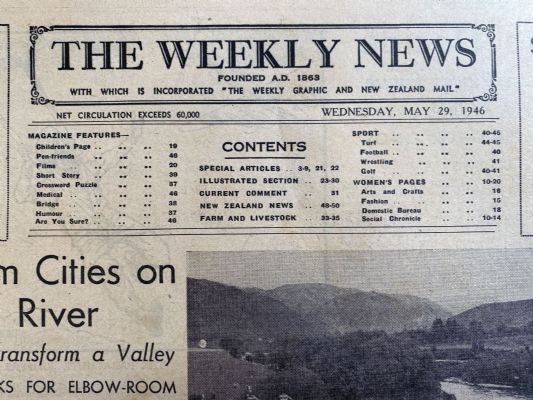 THE WEEKLY NEWS
FOUNDED A.D. 1863
WITH WHICH IS INCORPORATED "THE WEEKLY GRAPHIC AND NEW ZEALAND MAIL"
NET CIRCULATION EXCEEDS 60,000
WEDNESDAY, MAY 29, 1946
MAGAZINE FEATURES—
Children's Page .. .. .. 19
Pen-friends .. .. .. 46
Films .. .. .. 20
Short Story .. .. .. 39
Crossword Puzzle .. .. 37
Medical .. .. .. 46
Bridge .. .. .. 38
Humour .. .. .. 37
Are You Sure? .. .. .. 46
CONTENTS
SPECIAL ARTICLES .. 3-9, 21, 22
ILLUSTRATED SECTION .. 23-30
CURRENT COMMENT .. .. 31
NEW ZEALAND NEWS .. 48-50
FARM AND LIVESTOCK .. 33-35
SPORT .. .. .. .. 40-45
Turf .. .. .. .. 44-45
Football .. .. .. 40
Wrestling .. .. .. 41
Golf .. .. .. .. 40-41
WOMEN'S PAGES .. .. 10-20
Arts and Crafts .. .. 16
Fashion .. .. .. 15
Domestic Bureau .. .. 18
Social Chronicle .. .. 10-14
m Cities on
River
transform a Valley
KS FOR ELBOW-ROOM